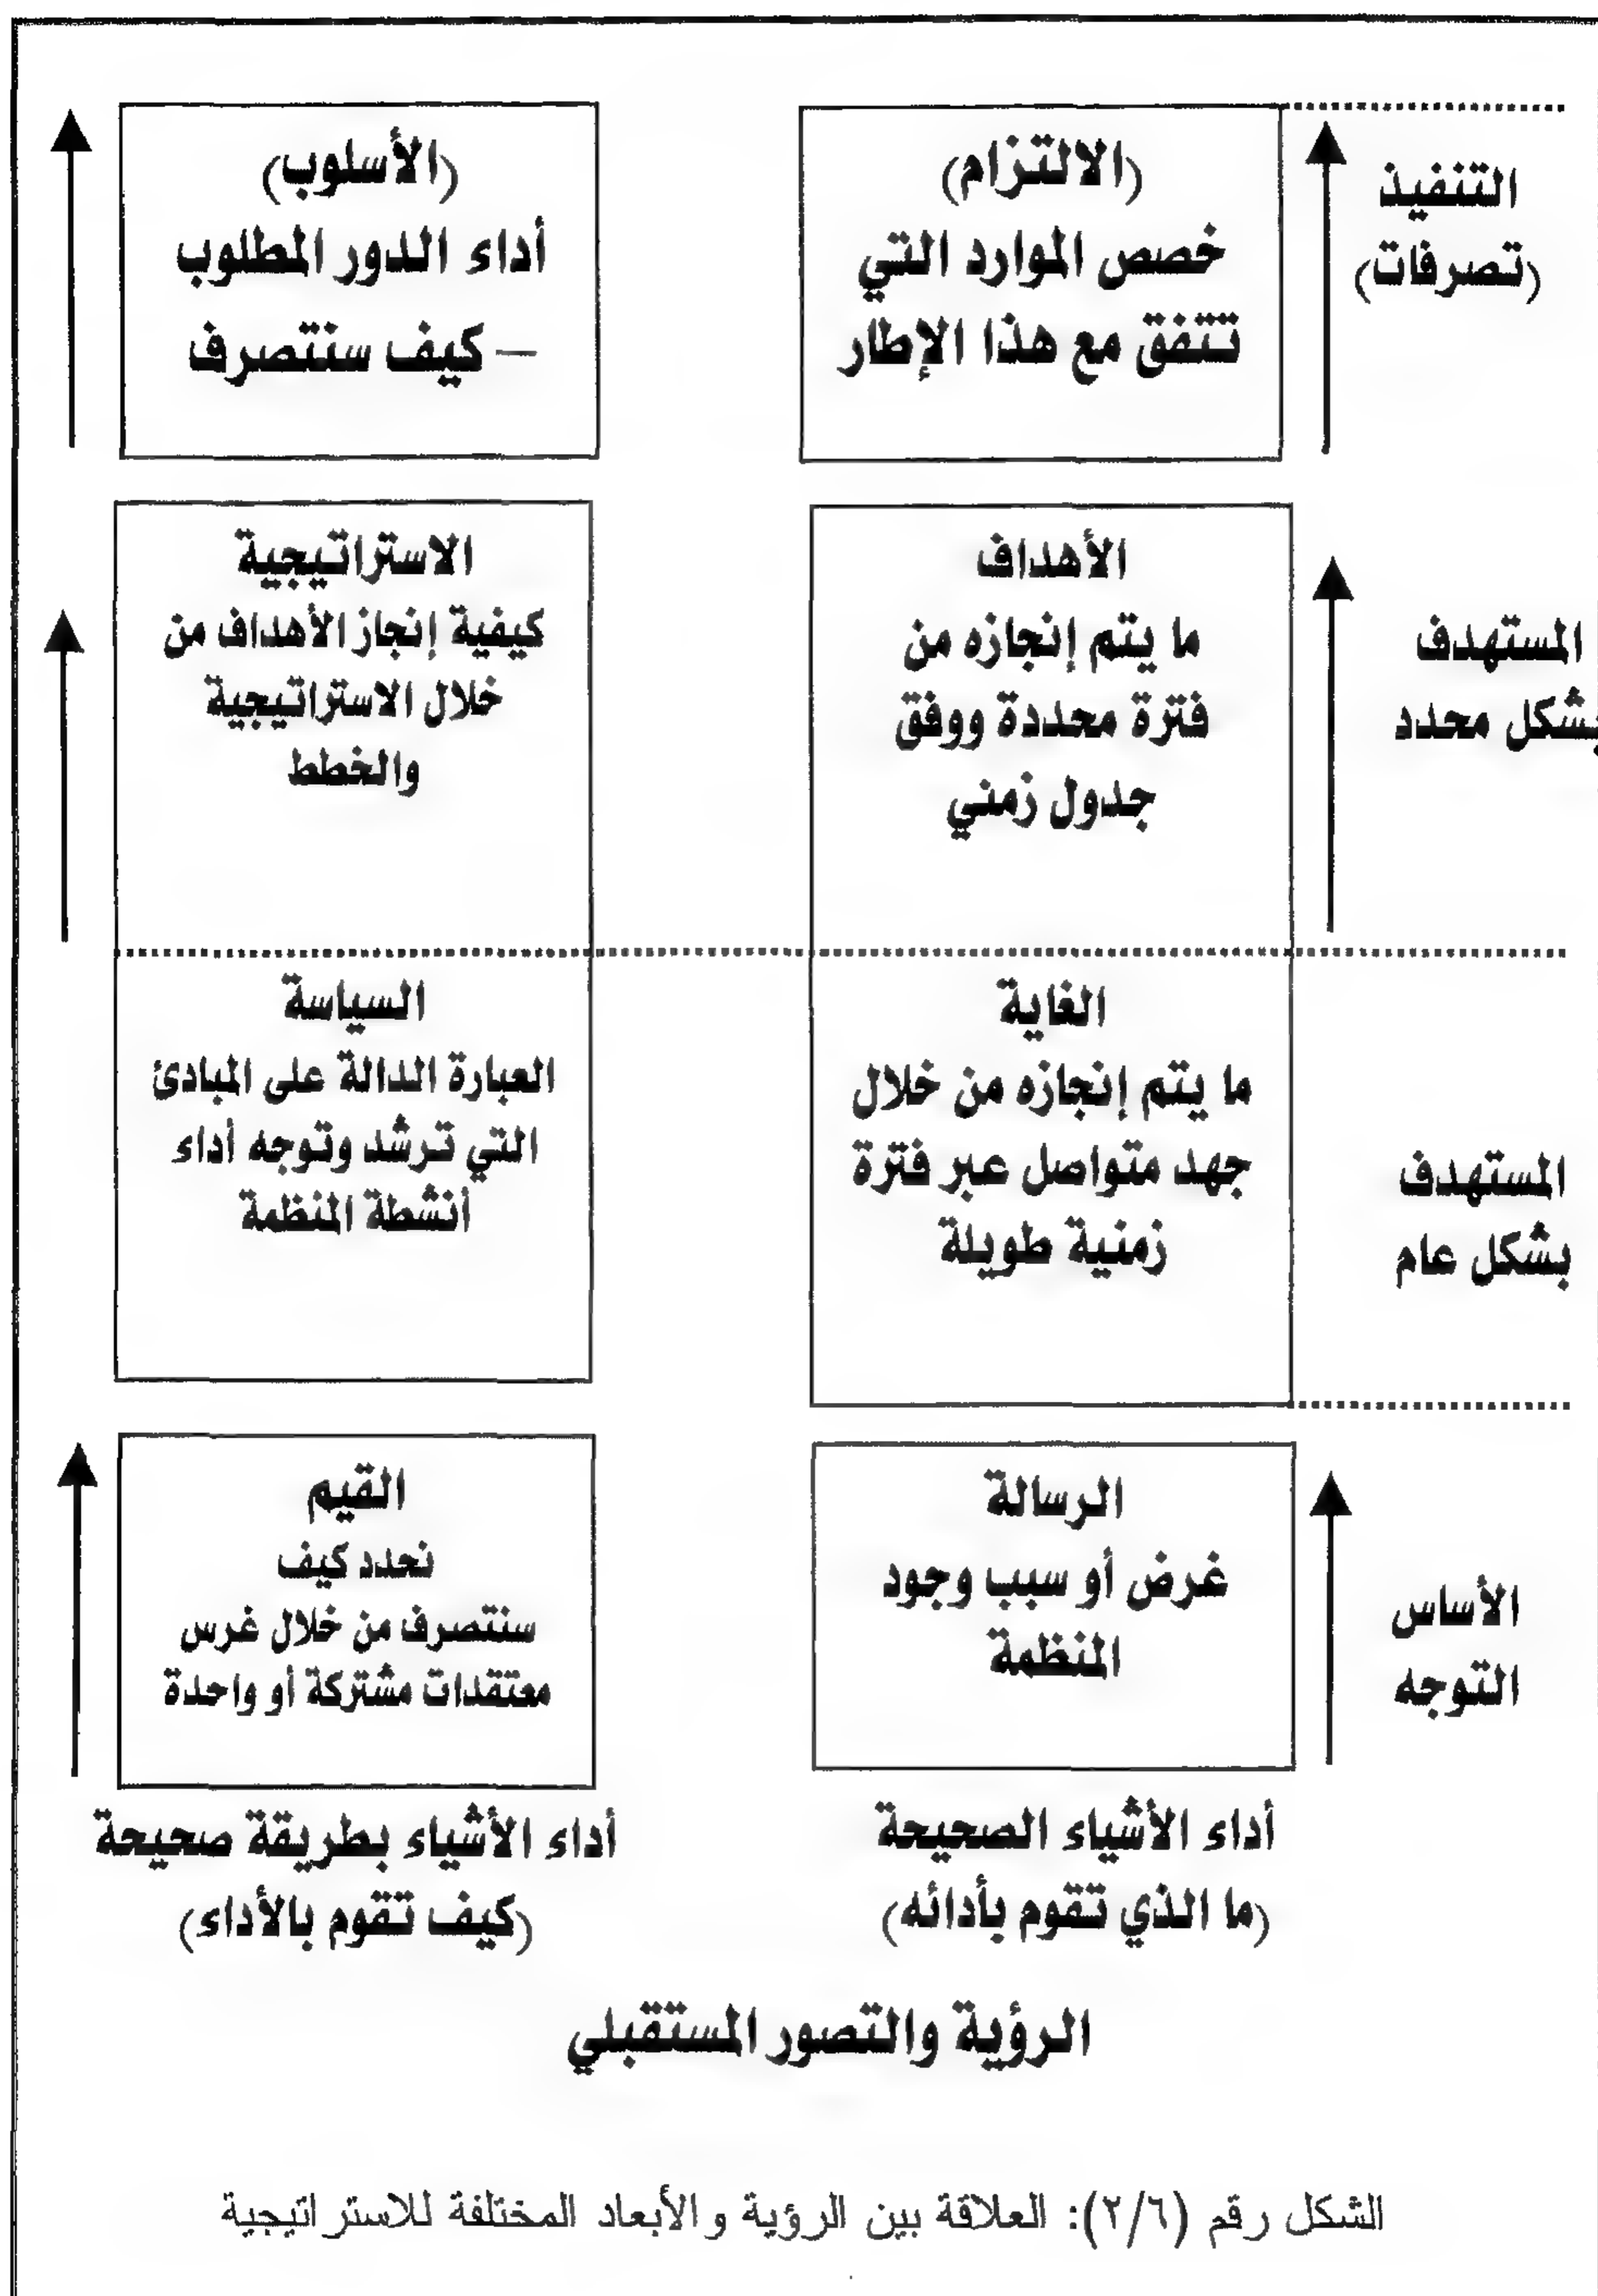 التنفيذ
(تصرفات)
(الالتزام)
خصص الموارد التي
تتفق مع هذا الإطار
(الأسلوب)
أداء الدور المطلوب
– كيف سنتصرف
المستهدف
بشكل محدد
الأهداف
ما يتم إنجازه من
فترة محددة ووفق
جدول زمني
الاستراتيجية
كيفية إنجاز الأهداف من
خلال الاستراتيجية
والخطط
المستهدف
بشكل عام
الغاية
ما يتم إنجازه من خلال
جهد متواصل عبر فترة
زمنية طويلة
السياسة
العبارة الدالة على المبادئ
التي ترشد وتوجه أداء
أنشطة المنظمة
الأساس
التوجه
الرسالة
غرض أو سبب وجود
المنظمة
القيم
نحدد كيف
سنتصرف من خلال غرس
معتقدات مشتركة أو واحدة
أداء الأشياء الصحيحة
(ما الذي تقوم بأدائه)
أداء الأشياء بطريقة صحيحة
(كيف تقوم بالأداء)
الرؤية والتصور المستقبلي
الشكل رقم (٢/٦): العلاقة بين الرؤية والأبعاد المختلفة للاستراتيجية